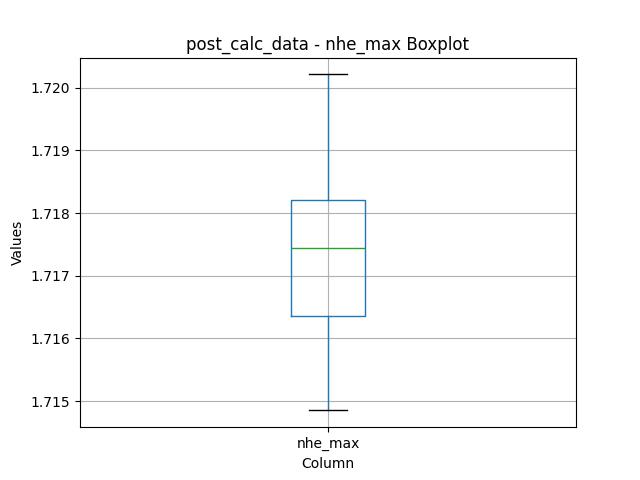 post_calc_data - nhe_max Boxplot
1.720
1.719
1.718
1.717
1.716
1.715
Values
nhe_max
Column